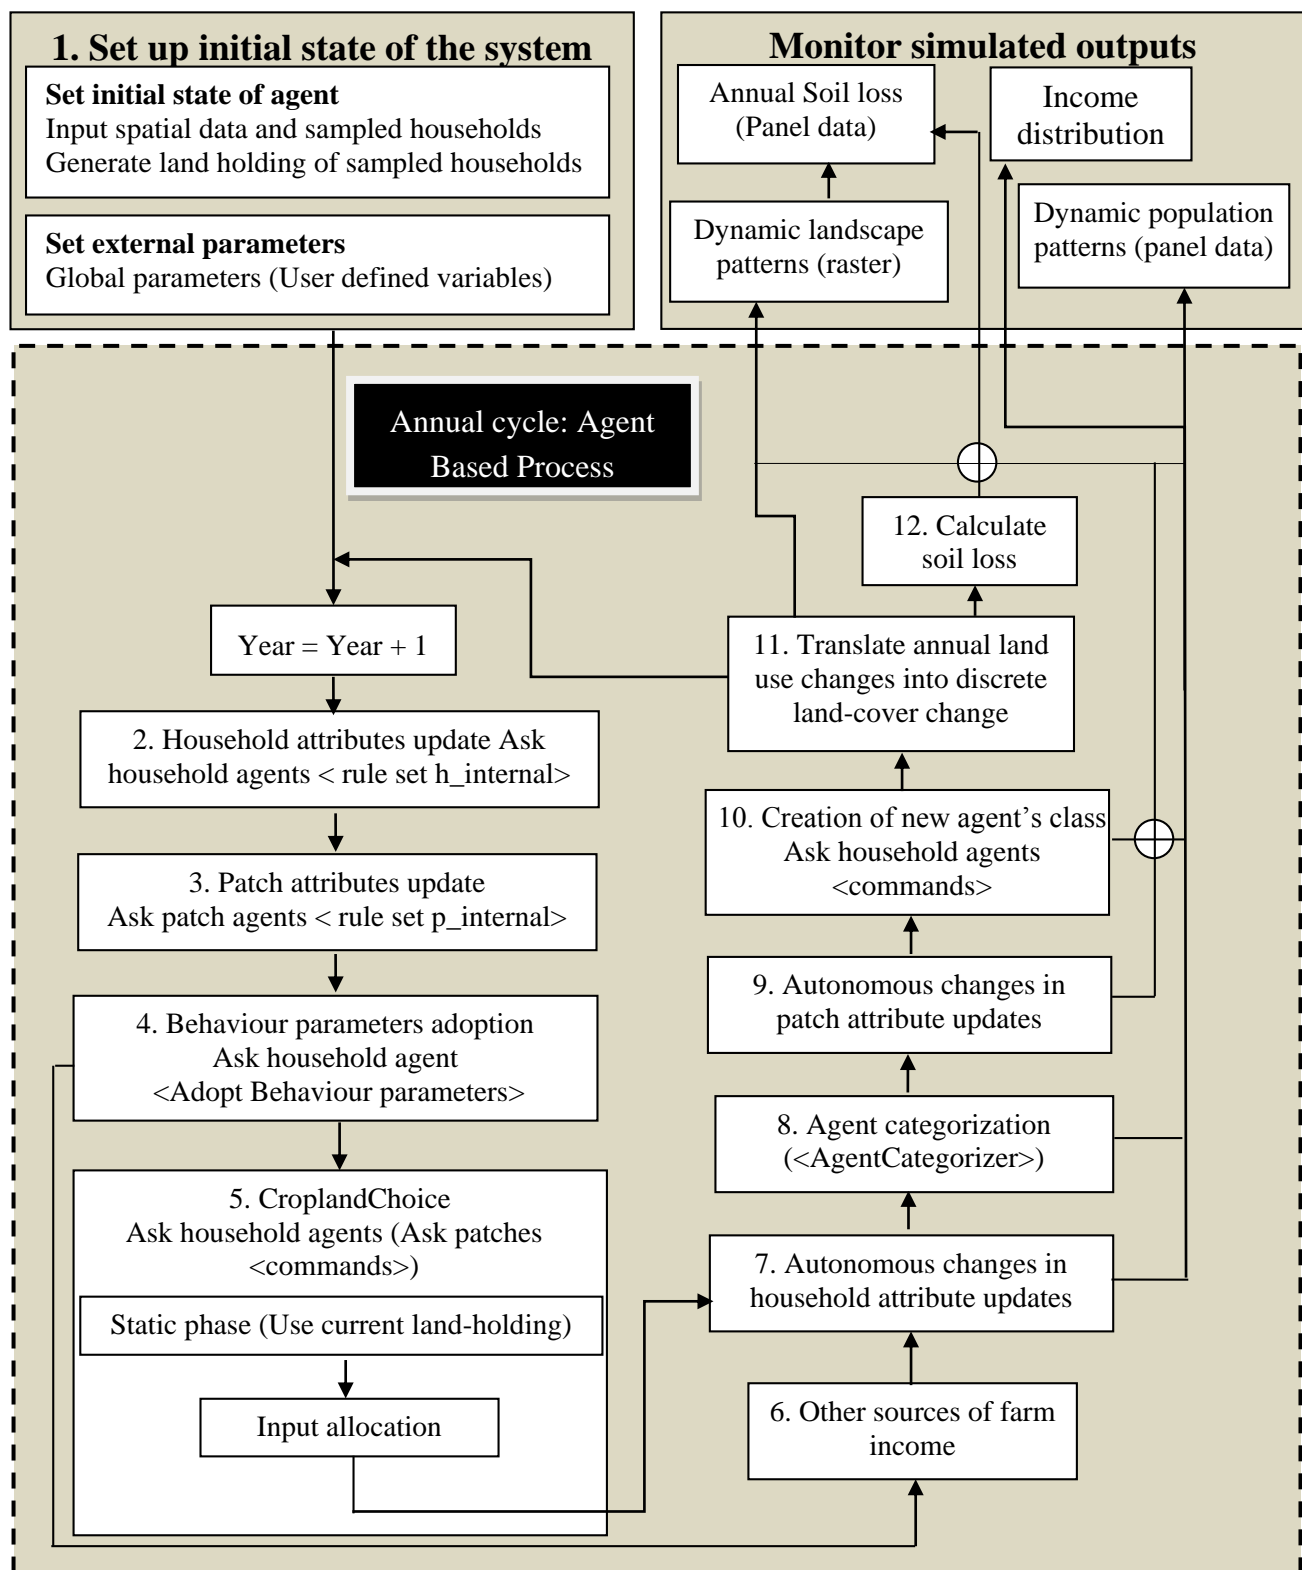 1. Set up initial state of the system
Set initial state of agent
Input spatial data and sampled households
Generate land holding of sampled households
Set external parameters
Global parameters (User defined variables)
Monitor simulated outputs
Annual Soil loss
(Panel data)
Income
distribution
Dynamic landscape
patterns (raster)
Dynamic population
patterns (panel data)
Annual cycle: Agent
Based Process
Year = Year + 1
2. Household attributes update Ask
household agents < rule set h_internal>
3. Patch attributes update
Ask patch agents < rule set p_internal>
4. Behaviour parameters adoption
Ask household agent
<Adopt Behaviour parameters>
5. CroplandChoice
Ask household agents (Ask patches
<commands>)
Static phase (Use current land-holding)
Input allocation
12. Calculate
soil loss
11. Translate annual land
use changes into discrete
land-cover change
10. Creation of new agent’s class
Ask household agents
<commands>
9. Autonomous changes in
patch attribute updates
8. Agent categorization
(<AgentCategorizer>)
7. Autonomous changes in
household attribute updates
6. Other sources of farm
income